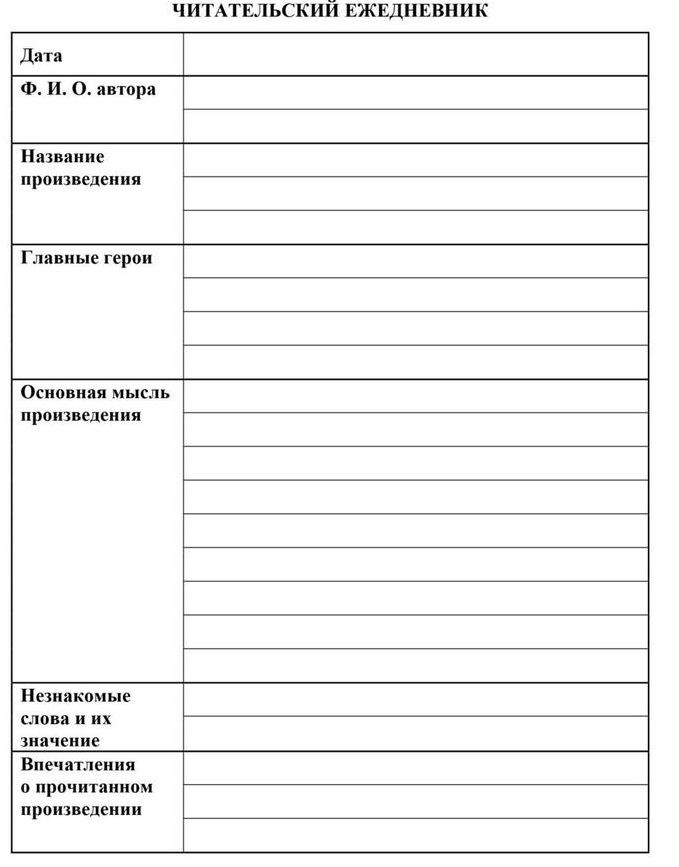 ЧИТАТЕЛЬСКИЙ ЕЖЕДНЕВНИК
Дата
Ф. И. О. автора
Название
произведения
Главные герои
Основная мысль
произведения
Незнакомые
слова и их
значение
Впечатления
о прочитанном
произведении